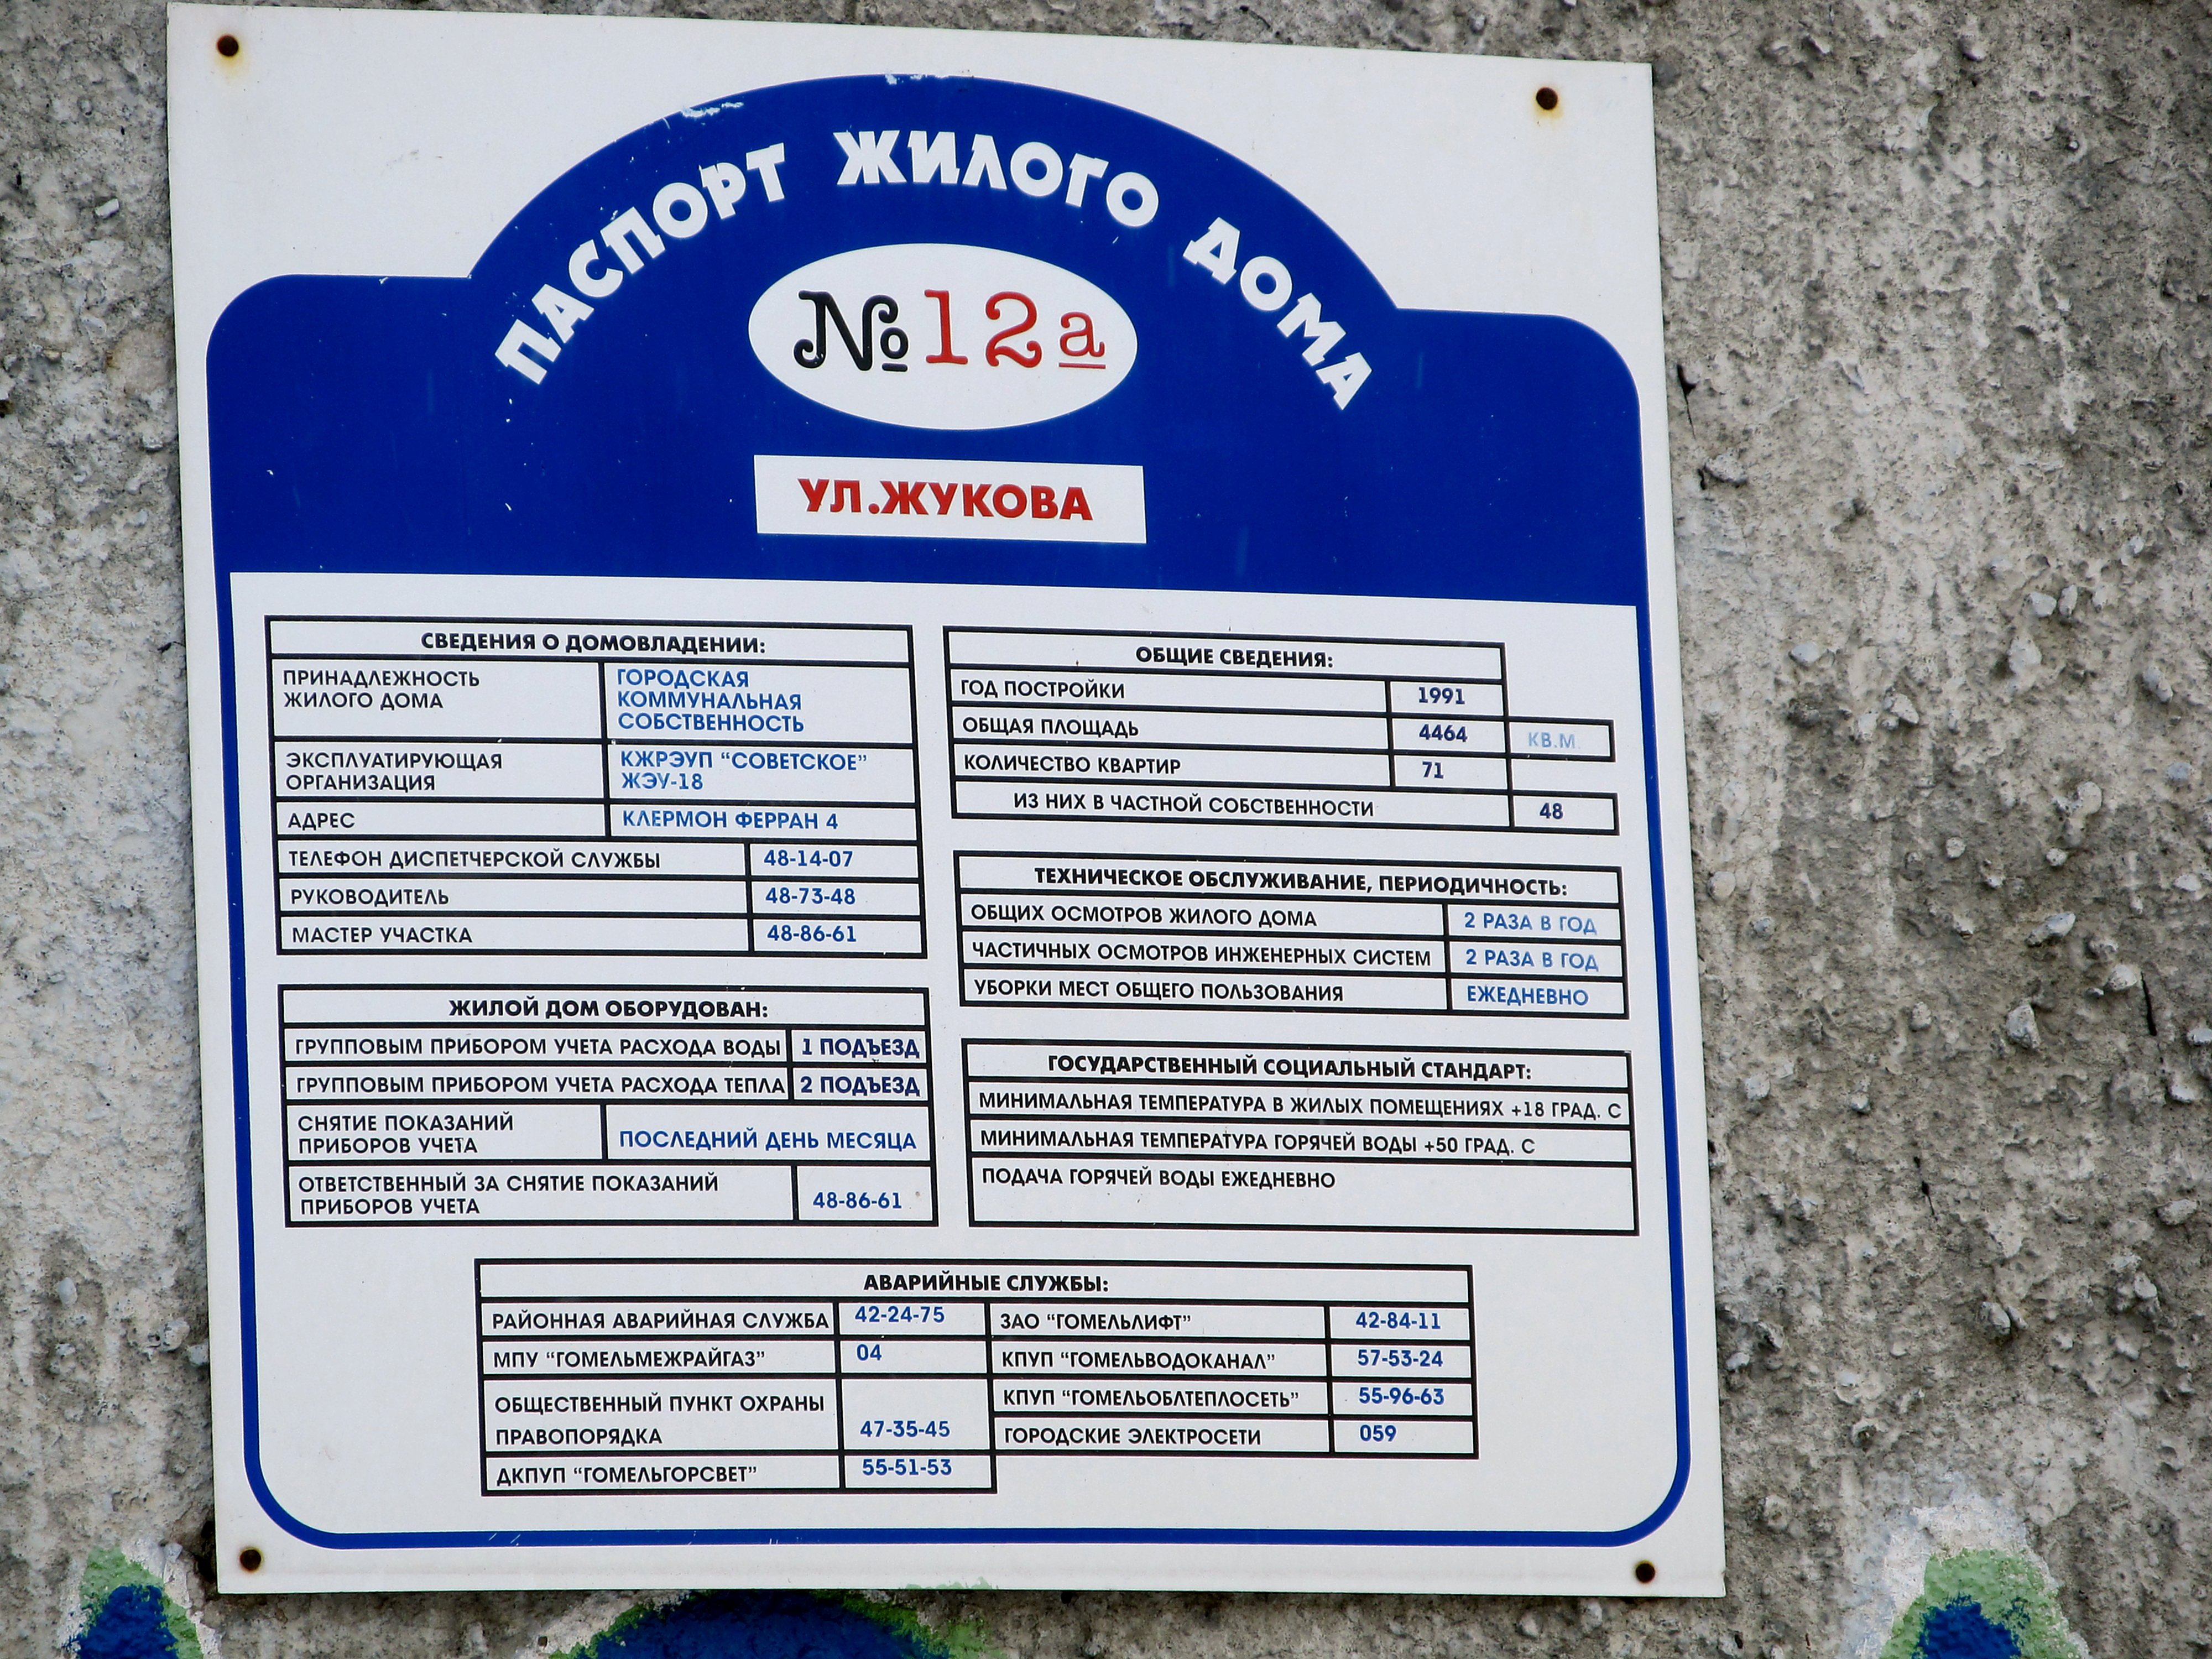 ПАСПОРТ ЖИЛОГО ДОМА
№12а
УЛ.ЖУКОВА
СВЕДЕНИЯ О ДОМОВЛАДЕНИИ:
ПРИНАДЛЕЖНОСТЬ
ЖИЛОГО ДОМА
ГОРОДСКАЯ
КОММУНАЛЬНАЯ
СОБСТВЕННОСТЬ
ЭКСПЛУАТИРУЮЩАЯ
ОРГАНИЗАЦИЯ
КЖРЭУП “СОВЕТСКОЕ”
ЖЭУ-18
АДРЕС КЛЕРМОН ФЕРРАН 4
ТЕЛЕФОН ДИСПЕТЧЕРСКОЙ СЛУЖБЫ 48-14-07
РУКОВОДИТЕЛЬ 48-73-48
МАСТЕР УЧАСТКА 48-86-61
ЖИЛОЙ ДОМ ОБОРУДОВАН:
ГРУППОВЫМ ПРИБОРОМ УЧЕТА РАСХОДА ВОДЫ 1 ПОДЪЕЗД
ГРУППОВЫМ ПРИБОРОМ УЧЕТА РАСХОДА ТЕПЛА 2 ПОДЪЕЗД
СНЯТИЕ ПОКАЗАНИЙ
ПРИБОРОВ УЧЕТА
ПОСЛЕДНИЙ ДЕНЬ МЕСЯЦА
ОТВЕТСТВЕННЫЙ ЗА СНЯТИЕ ПОКАЗАНИЙ
ПРИБОРОВ УЧЕТА
48-86-61
ОБЩИЕ СВЕДЕНИЯ:
ГОД ПОСТРОЙКИ 1991
ОБЩАЯ ПЛОЩАДЬ 4464 КВ.М.
КОЛИЧЕСТВО КВАРТИР 71
ИЗ НИХ В ЧАСТНОЙ СОБСТВЕННОСТИ 48
ТЕХНИЧЕСКОЕ ОБСЛУЖИВАНИЕ, ПЕРИОДИЧНОСТЬ:
ОБЩИХ ОСМОТРОВ ЖИЛОГО ДОМА 2 РАЗА В ГОД
ЧАСТИЧНЫХ ОСМОТРОВ ИНЖЕНЕРНЫХ СИСТЕМ 2 РАЗА В ГОД
УБОРКИ МЕСТ ОБЩЕГО ПОЛЬЗОВАНИЯ ЕЖЕДНЕВНО
ГОСУДАРСТВЕННЫЙ СОЦИАЛЬНЫЙ СТАНДАРТ:
МИНИМАЛЬНАЯ ТЕМПЕРАТУРА В ЖИЛЫХ ПОМЕЩЕНИЯХ +18 ГРАД. С
МИНИМАЛЬНАЯ ТЕМПЕРАТУРА ГОРЯЧЕЙ ВОДЫ +50 ГРАД. С
ПОДАЧА ГОРЯЧЕЙ ВОДЫ ЕЖЕДНЕВНО
АВАРИЙНЫЕ СЛУЖБЫ:
РАЙОННАЯ АВАРИЙНАЯ СЛУЖБА 42-24-75
МПУ “ГОМЕЛЬМЕЖРАЙГАЗ” 04
ОБЩЕСТВЕННЫЙ ПУНКТ ОХРАНЫ
ПРАВОПОРЯДКА 47-35-45
ДКПУП “ГОМЕЛЬГОРСВЕТ” 55-51-53
ЗАО “ГОМЕЛЬЛИФТ” 42-84-11
КПУП “ГОМЕЛЬВОДОКАНАЛ” 57-53-24
КПУП “ГОМЕЛЬОБЛТЕПЛОСЕТЬ” 55-96-63
ГОРОДСКИЕ ЭЛЕКТРОСЕТИ 059